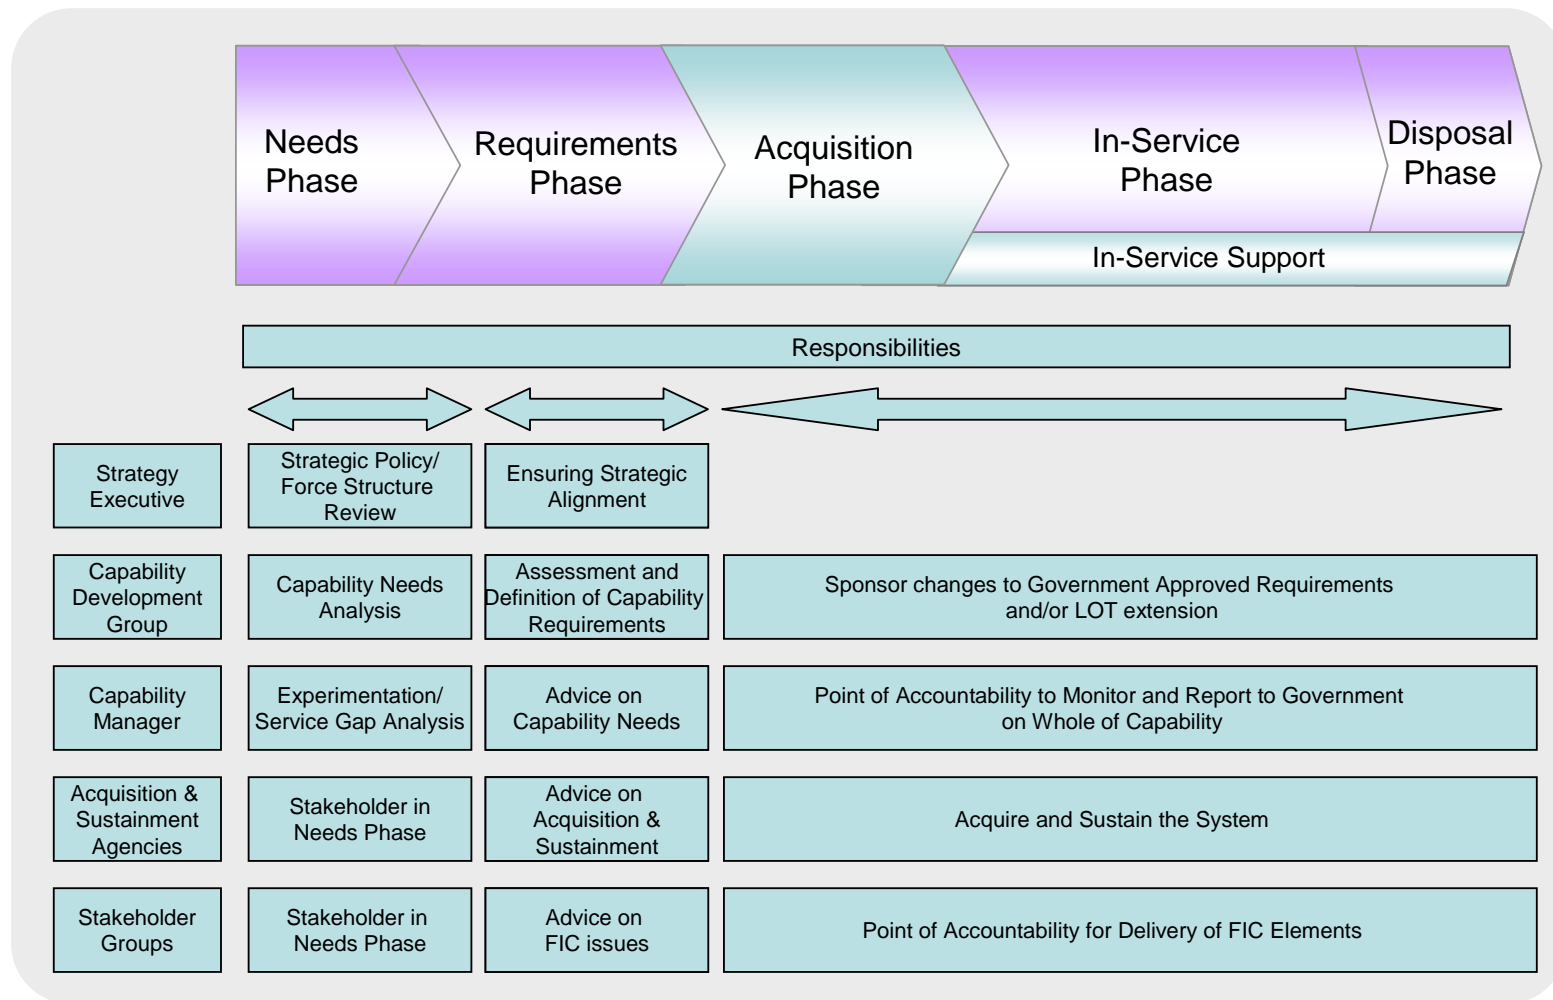 Needs
Phase
Requirements
Phase
Acquisition
Phase
In-Service
Phase
Disposal
Phase
In-Service Support
Responsibilities
Strategy
Executive
Strategic Policy/
Force Structure
Review
Ensuring Strategic
Alignment
Capability
Development
Group
Capability Needs
Analysis
Assessment and
Definition of Capability
Requirements
Sponsor changes to Government Approved Requirements
and/or LOT extension
Capability
Manager
Experimentation/
Service Gap Analysis
Advice on
Capability Needs
Point of Accountability to Monitor and Report to Government
on Whole of Capability
Acquisition &
Sustainment
Agencies
Stakeholder in
Needs Phase
Advice on
Acquisition &
Sustainment
Acquire and Sustain the System
Stakeholder
Groups
Stakeholder in
Needs Phase
Advice on
FIC issues
Point of Accountability for Delivery of FIC Elements